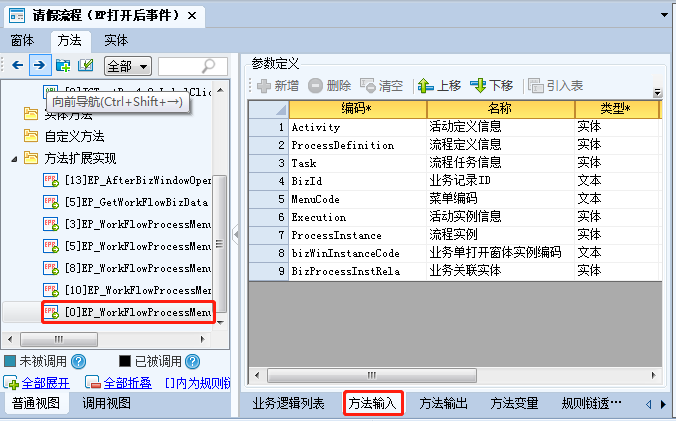 请假流程（EP打开后事件）
窗体 方法 实体
全部
向前导航(Ctrl+Shift+→)
实体方法
自定义方法
方法扩展实现
[13]EP_AfterBizWindowOper
[5]EP_GetWorkFlowBizData
[3]EP_WorkFlowProcessMenu
[5]EP_WorkFlowProcessMenu
[8]EP_WorkFlowProcessMenu
[10]EP_WorkFlowProcessMer
[0]EP_WorkFlowProcessMenu
未被调用 ? 已被调用 ?
全部展开 全部折叠 []内为规则链
普通视图 调用视图
参数定义
新增 删除 清空 上移 下移 引入表
编码* 名称 类型*
1 Activity 活动定义信息 实体
2 ProcessDefinition 流程定义信息 实体
3 Task 流程任务信息 实体
4 BizId 业务记录ID 文本
5 MenuCode 菜单编码 文本
6 Execution 活动实例信息 实体
7 ProcessInstance 流程实例 实体
8 bizWinInstanceCode 业务单打开窗体实例编码 文本
9 BizProcessInstRela 业务关联实体 实体
业务逻辑列表 方法输入 方法输出 方法变量 规则链透…